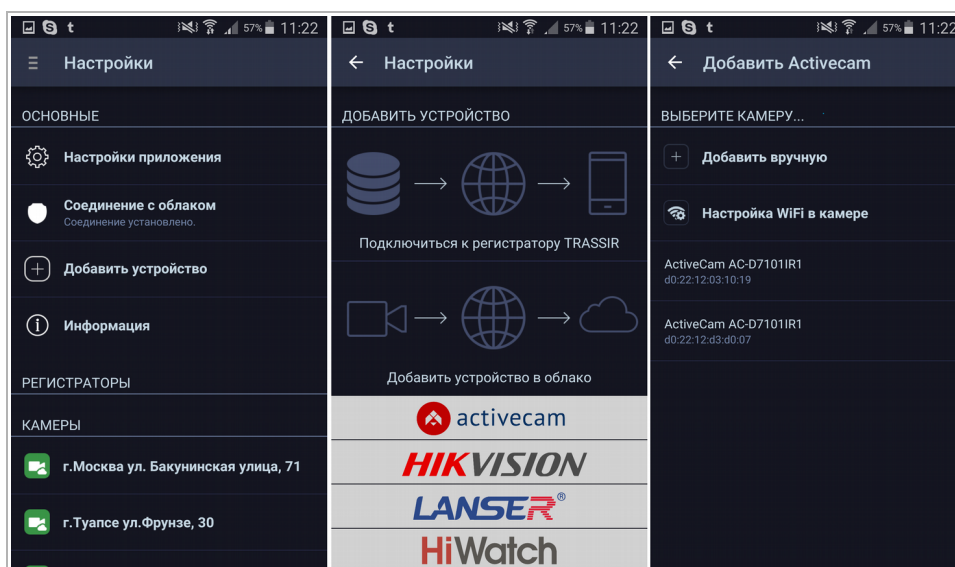 t 57% 11:22
Настройки
ОСНОВНЫЕ
Настройки приложения
Соединение с облаком
Соединение установлено.
Добавить устройство
Информация
РЕГИСТРАТОРЫ
КАМЕРЫ
г.Москва ул. Бакунинская улица, 71
г.Туапсе ул.Фрунзе, 30
t 57% 11:22
Настройки
ДОБАВИТЬ УСТРОЙСТВО
Подключиться к регистратору TRASSIR
Добавить устройство в облако
activecam
HIKVISION
LANSER®
HiWatch
t 57% 11:22
Добавить Activecam
ВЫБЕРИТЕ КАМЕРУ...
Добавить вручную
Настройка WiFi в камере
ActiveCam AC-D7101IR1
d0:22:12:03:10:19
ActiveCam AC-D7101IR1
d0:22:12:d3:d0:07